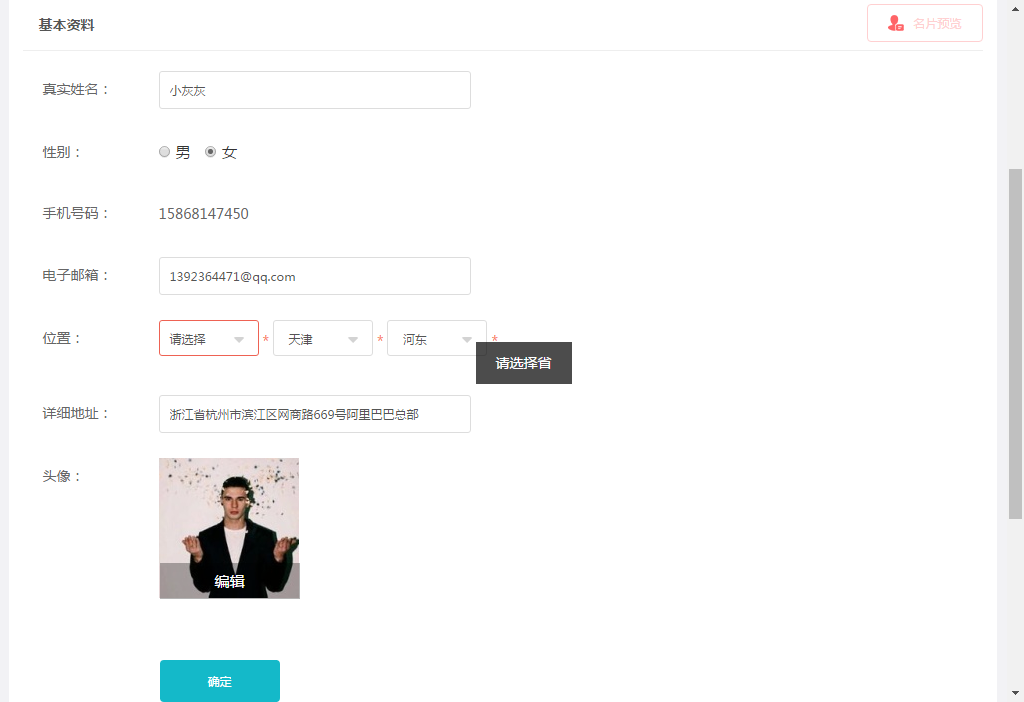 基本资料
名片预览
真实姓名：
小灰灰
性别：
男 女
手机号码：
15868147450
电子邮箱：
1392364471@qq.com
位置：
请选择 * 天津 * 河东 *
请选择省
详细地址：
浙江省杭州市滨江区网商路669号阿里巴巴总部
头像：
编辑
确定